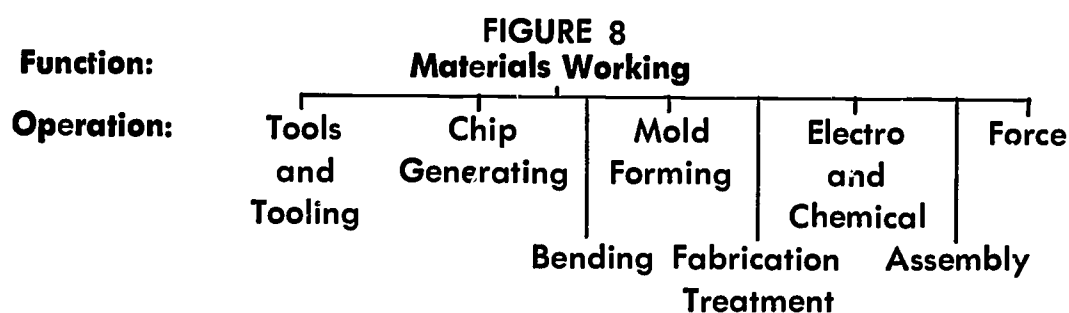 FIGURE 8
Function: Materials Working
Operation: Tools Chip Mold Electro Force
and Generating Forming and
Tooling Chemical
Bending Fabrication Assembly
Treatment